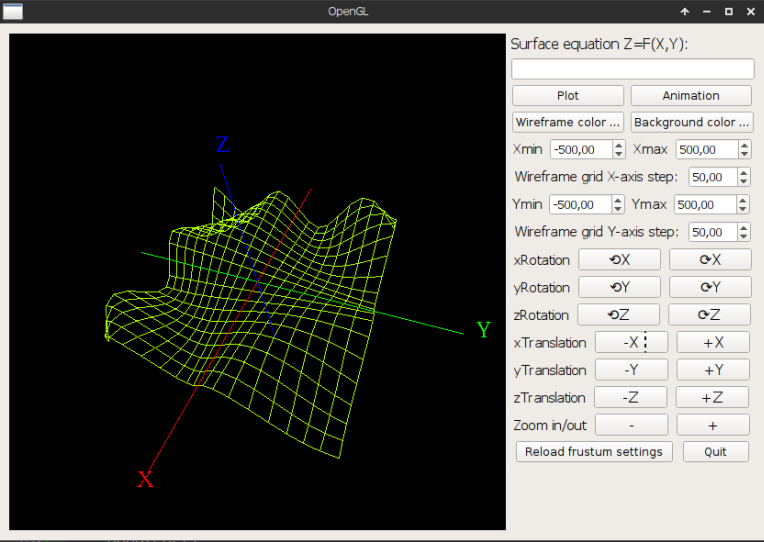 OpenGL
Surface equation Z=F(X,Y):
Plot Animation
Wireframe color ... Background color ...
Xmin -500,00 Xmax 500,00
Wireframe grid X-axis step: 50,00
Ymin -500,00 Ymax 500,00
Wireframe grid Y-axis step: 50,00
xRotation ⟲X ⟳X
yRotation ⟲Y ⟳Y
zRotation ⟲Z ⟳Z
xTranslation -X +X
yTranslation -Y +Y
zTranslation -Z +Z
Zoom in/out - +
Reload frustum settings Quit
Z
Y
X